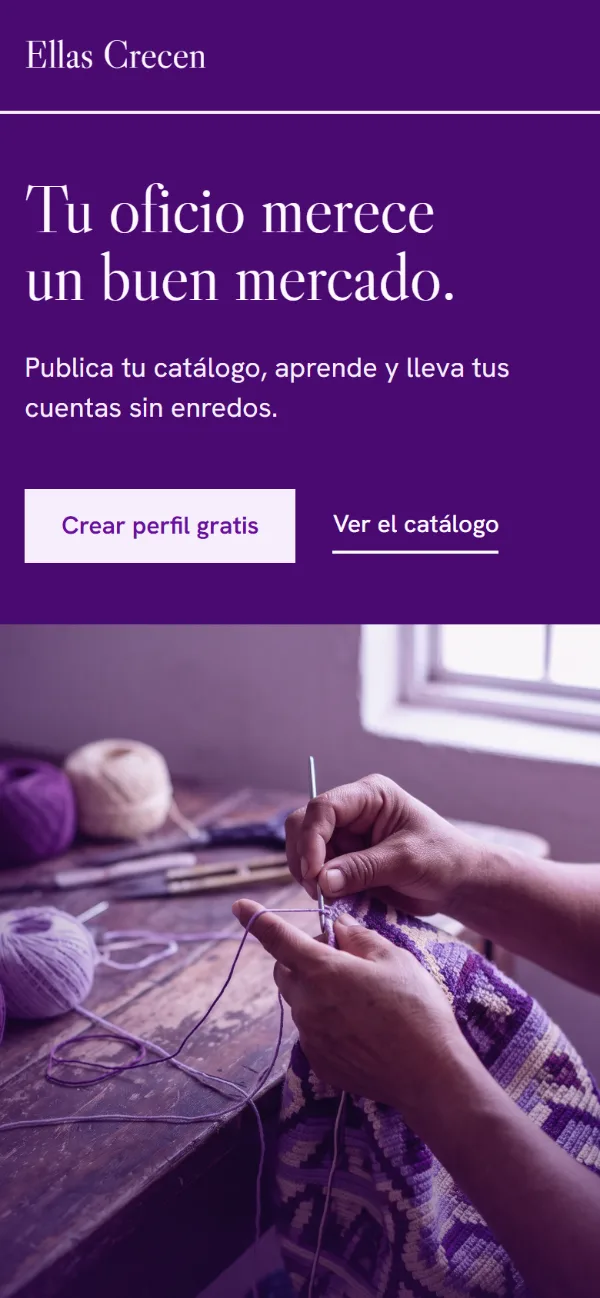 Ellas Crecen
Tu oficio merece
un buen mercado.
Publica tu catálogo, aprende y lleva tus
cuentas sin enredos.
Crear perfil gratis
Ver el catálogo